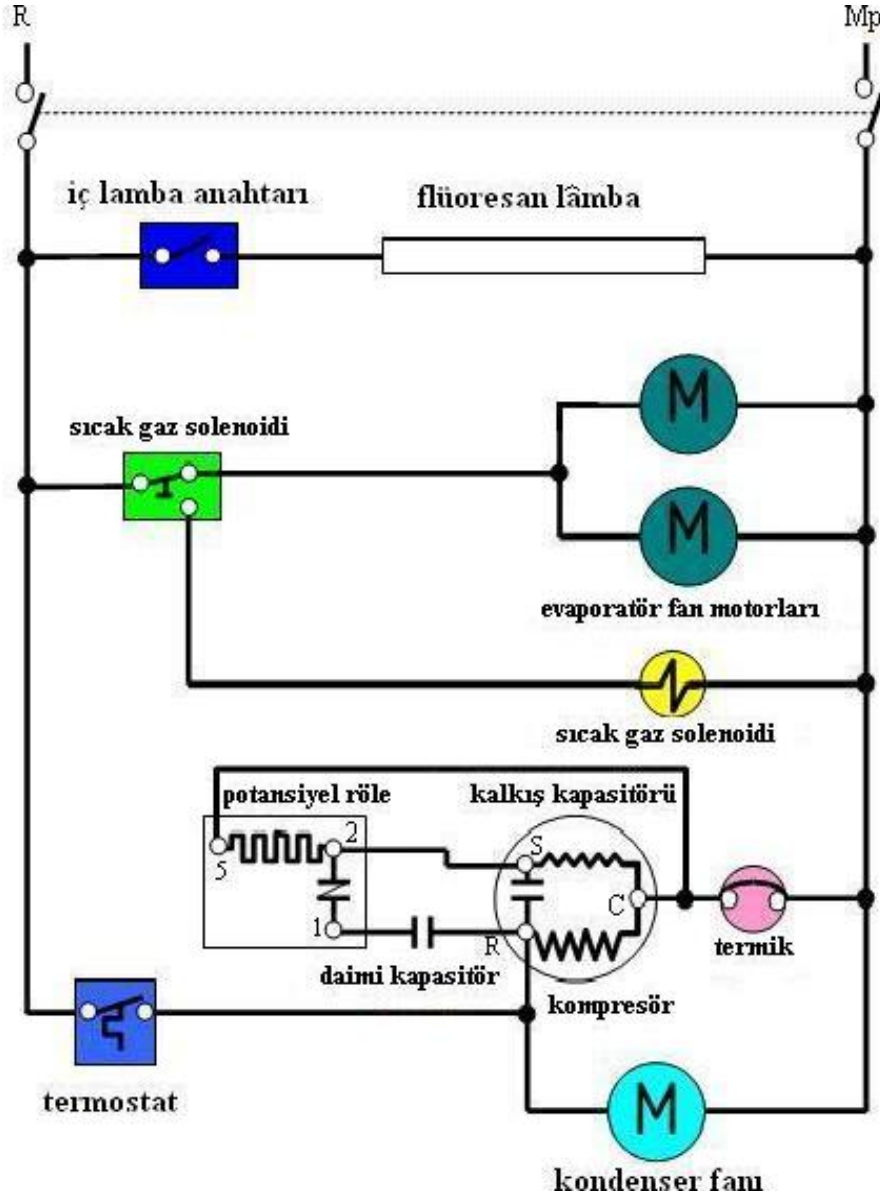 R
Mp
iç lamba anahtarı
flüoresan lâmba
M
sıcak gaz solenoidi
M
evaporatör fan motorları
sıcak gaz solenoidi
potansiyel röle
kalkış kapasitörü
2
S
5
C
1
R
termik
daimi kapasitör
kompresör
termostat
M
kondenser fanı